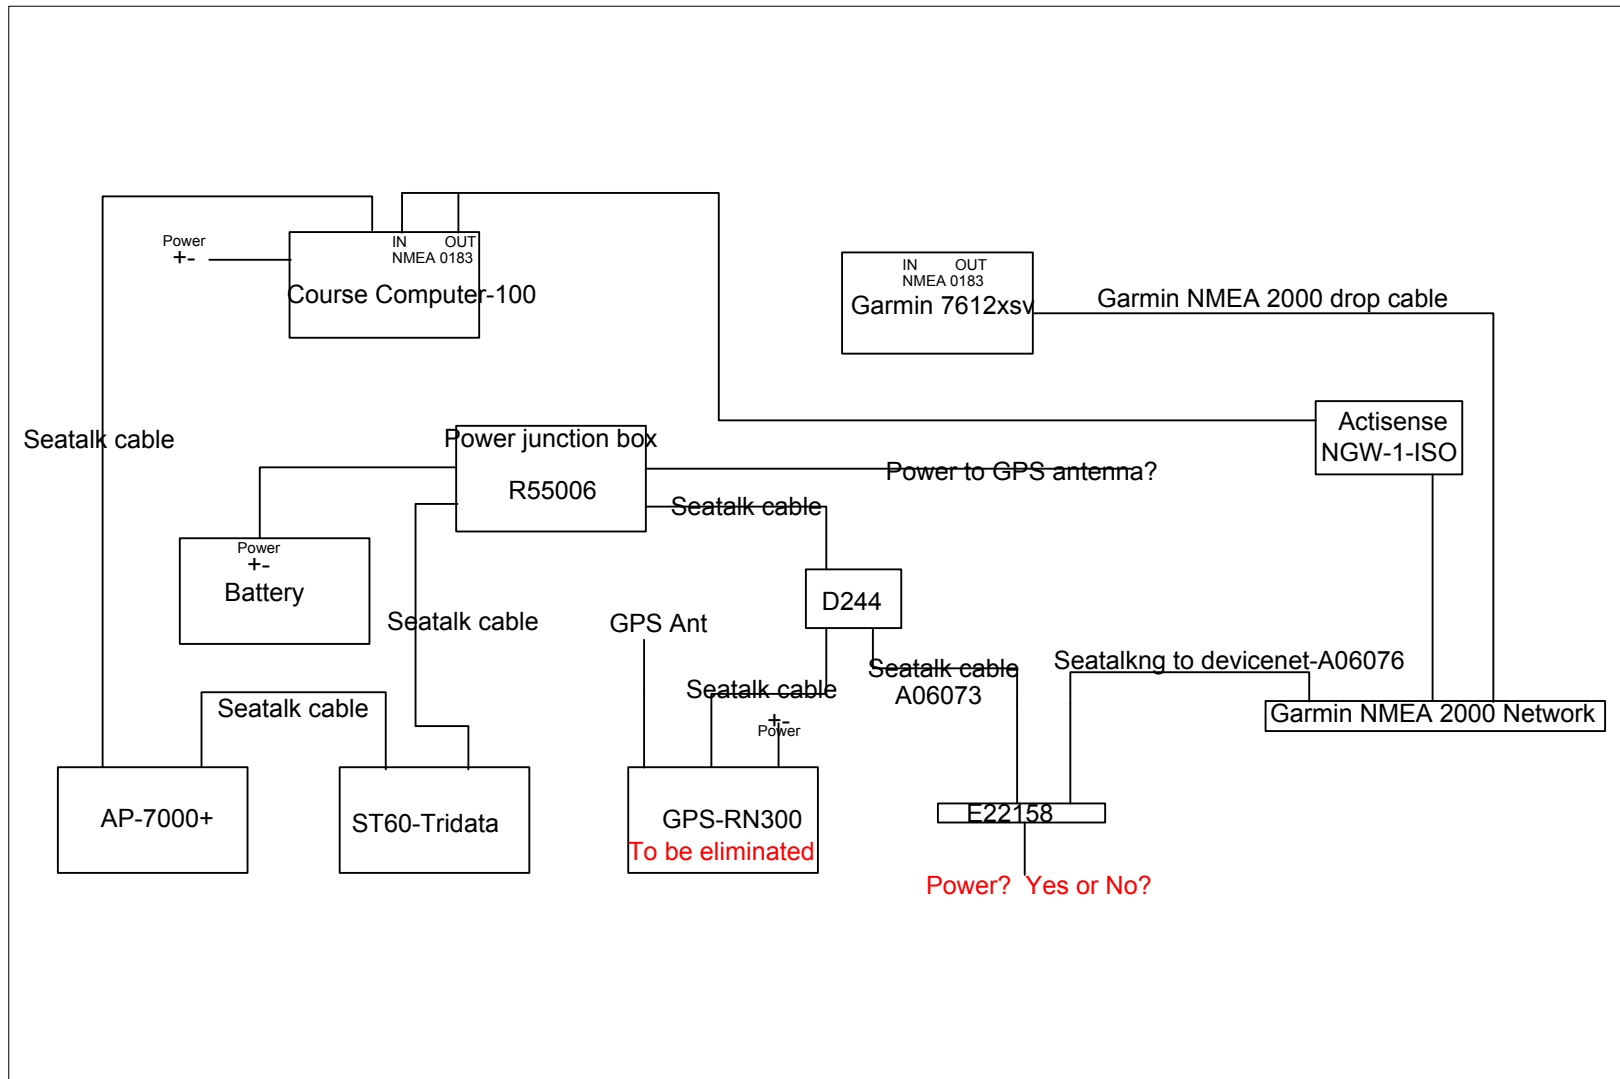 Power
+-
IN OUT
NMEA 0183
Course Computer-100
IN OUT
NMEA 0183
Garmin 7612xsv
Garmin NMEA 2000 drop cable
Seatalk cable
Power junction box
R55006
Power to GPS antenna?
Seatalk cable
Actisense
NGW-1-ISO
Power
+-
Battery
Seatalk cable
GPS Ant
D244
Seatalk cable
A06073
Seatalkng to devicenet-A06076
Seatalk cable
Seatalk cable
+-
Power
Garmin NMEA 2000 Network
AP-7000+
ST60-Tridata
GPS-RN300
To be eliminated
E22158
Power? Yes or No?